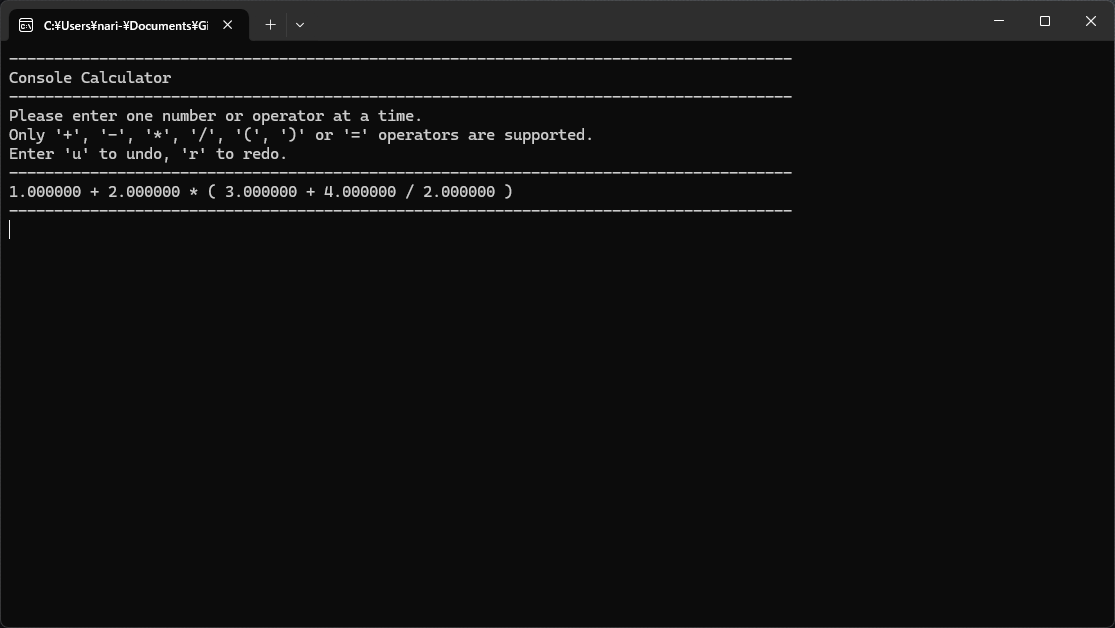 C:¥Users¥nari-¥Documents¥Gi
--------------------------------------------------------------------------------------- 
Console Calculator
---------------------------------------------------------------------------------------
Please enter one number or operator at a time.
Only '+', '-', '*', '/', '(', ')' or '=' operators are supported.
Enter 'u' to undo, 'r' to redo.
---------------------------------------------------------------------------------------
1.000000 + 2.000000 * ( 3.000000 + 4.000000 / 2.000000 )
---------------------------------------------------------------------------------------